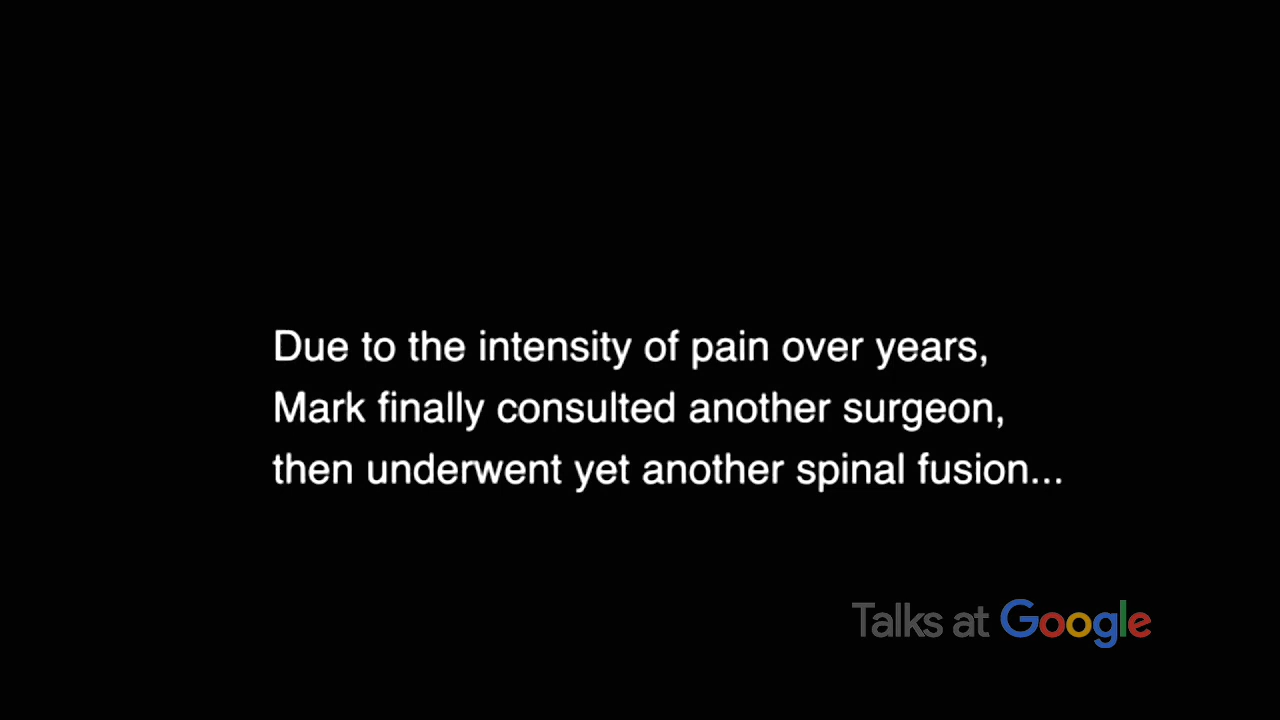 Due to the intensity of pain over years,
Mark finally consulted another surgeon,
then underwent yet another spinal fusion...
Talks at Google